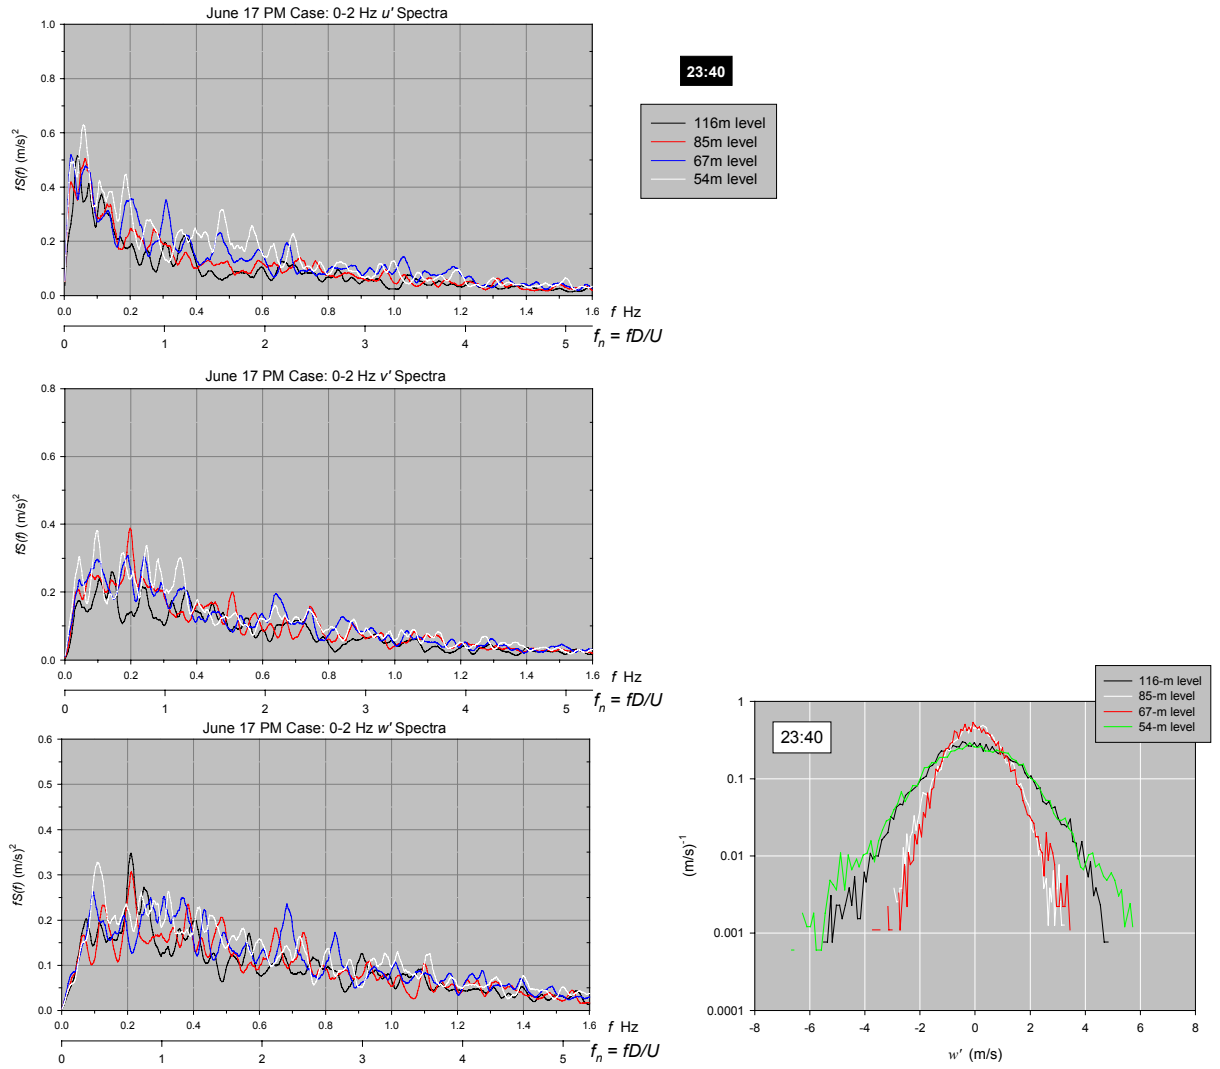 June 17 PM Case: 0-2 Hz u' Spectra
1.0
0.8
0.6
0.4
0.2
0.0
fS(f) (m/s)²
0.0 0.2 0.4 0.6 0.8 1.0 1.2 1.4 1.6
f Hz
0 1 2 3 4 5
fₙ = fD/U
23:40
116m level
85m level
67m level
54m level
June 17 PM Case: 0-2 Hz v' Spectra
0.8
0.6
0.4
0.2
0.0
fS(f) (m/s)²
0.0 0.2 0.4 0.6 0.8 1.0 1.2 1.4 1.6
f Hz
0 1 2 3 4 5
fₙ = fD/U
June 17 PM Case: 0-2 Hz w' Spectra
0.6
0.5
0.4
0.3
0.2
0.1
0.0
fS(f) (m/s)²
0.0 0.2 0.4 0.6 0.8 1.0 1.2 1.4 1.6
f Hz
0 1 2 3 4 5
fₙ = fD/U
116-m level
85-m level
67-m level
54-m level
23:40
1
0.1
0.01
0.001
0.0001
(m/s)⁻¹
-8 -6 -4 -2 0 2 4 6 8
w' (m/s)